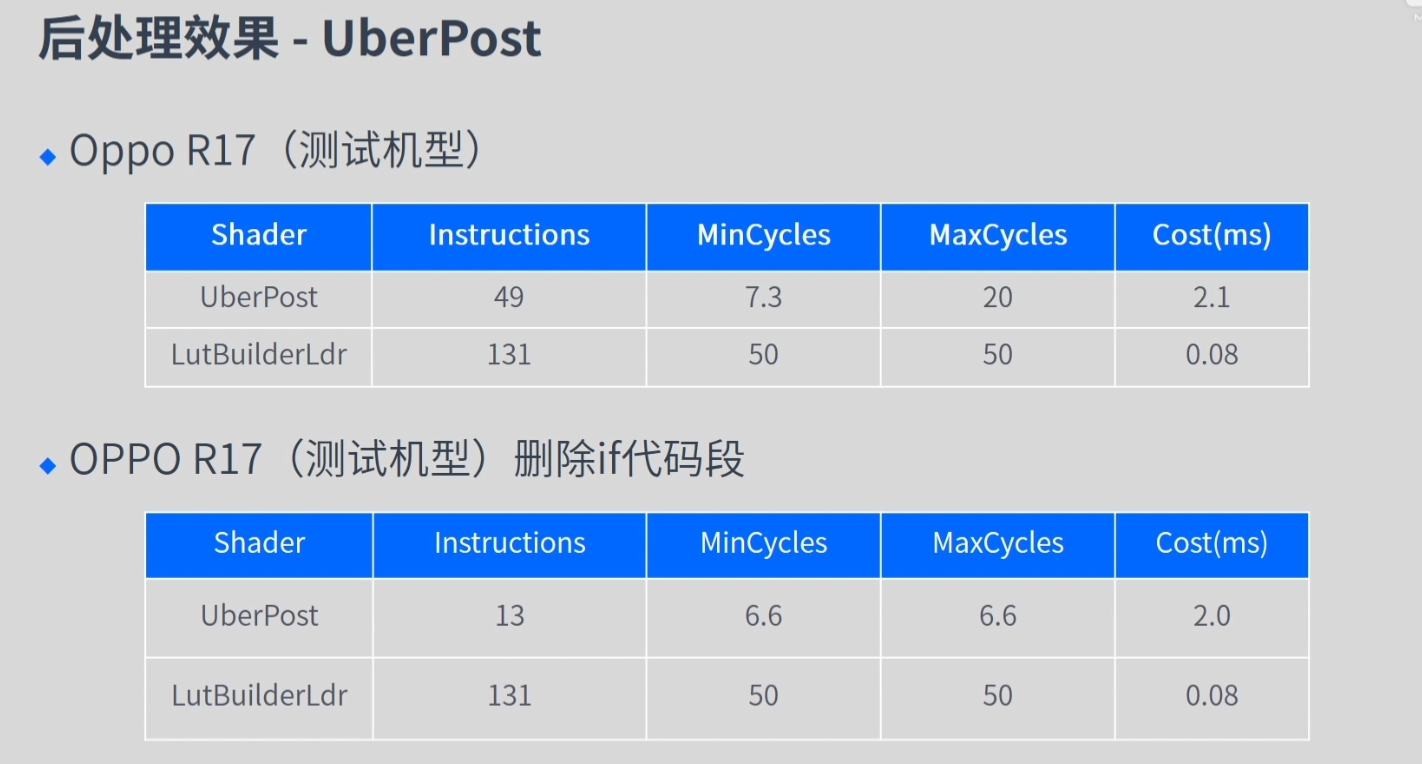 后处理效果 - UberPost
Oppo R17（测试机型）
Shader Instructions MinCycles MaxCycles Cost(ms)
UberPost 49 7.3 20 2.1
LutBuilderLdr 131 50 50 0.08
OPPO R17（测试机型）删除if代码段
Shader Instructions MinCycles MaxCycles Cost(ms)
UberPost 13 6.6 6.6 2.0
LutBuilderLdr 131 50 50 0.08